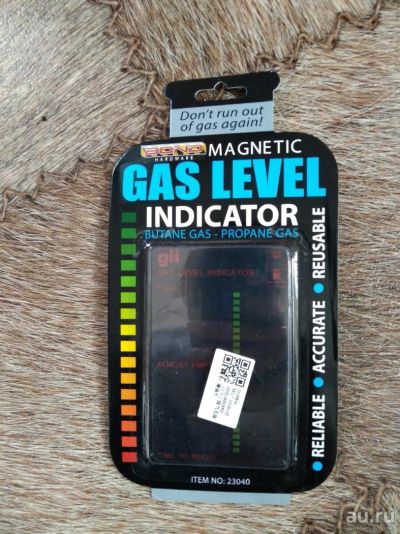 Don't run out
of gas again!
BOND
HARDWARE
MAGNETIC
GAS LEVEL
INDICATOR
BUTANE GAS - PROPANE GAS
gli
GAS LEVEL INDICATOR
FULL
ALMOST EMPTY
TIME TO REFILL
• RELIABLE • ACCURATE • REUSABLE
ITEM NO: 23040
au.ru